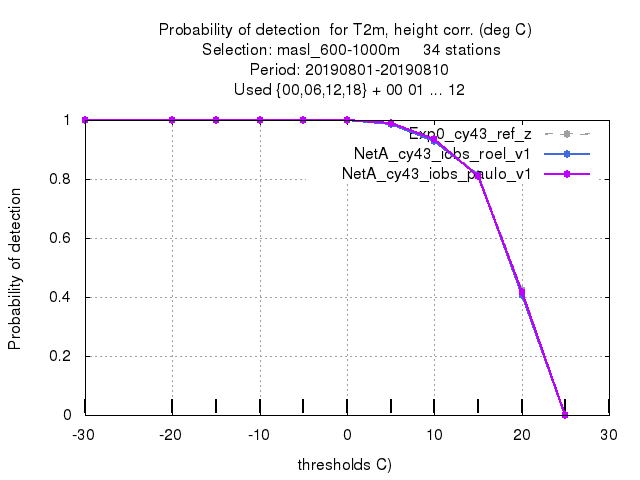 Probability of detection  for T2m, height corr. (deg C)
Selection: masl_600-1000m     34 stations
Period: 20190801-20190810
Used {00,06,12,18} + 00 01 ... 12
Exp0_cy43_ref_z
NetA_cy43_iobs_roel_v1
NetA_cy43_iobs_paulo_v1
Probability of detection
1
0.8
0.6
0.4
0.2
0
-30 -20 -10 0 10 20 30
thresholds C)